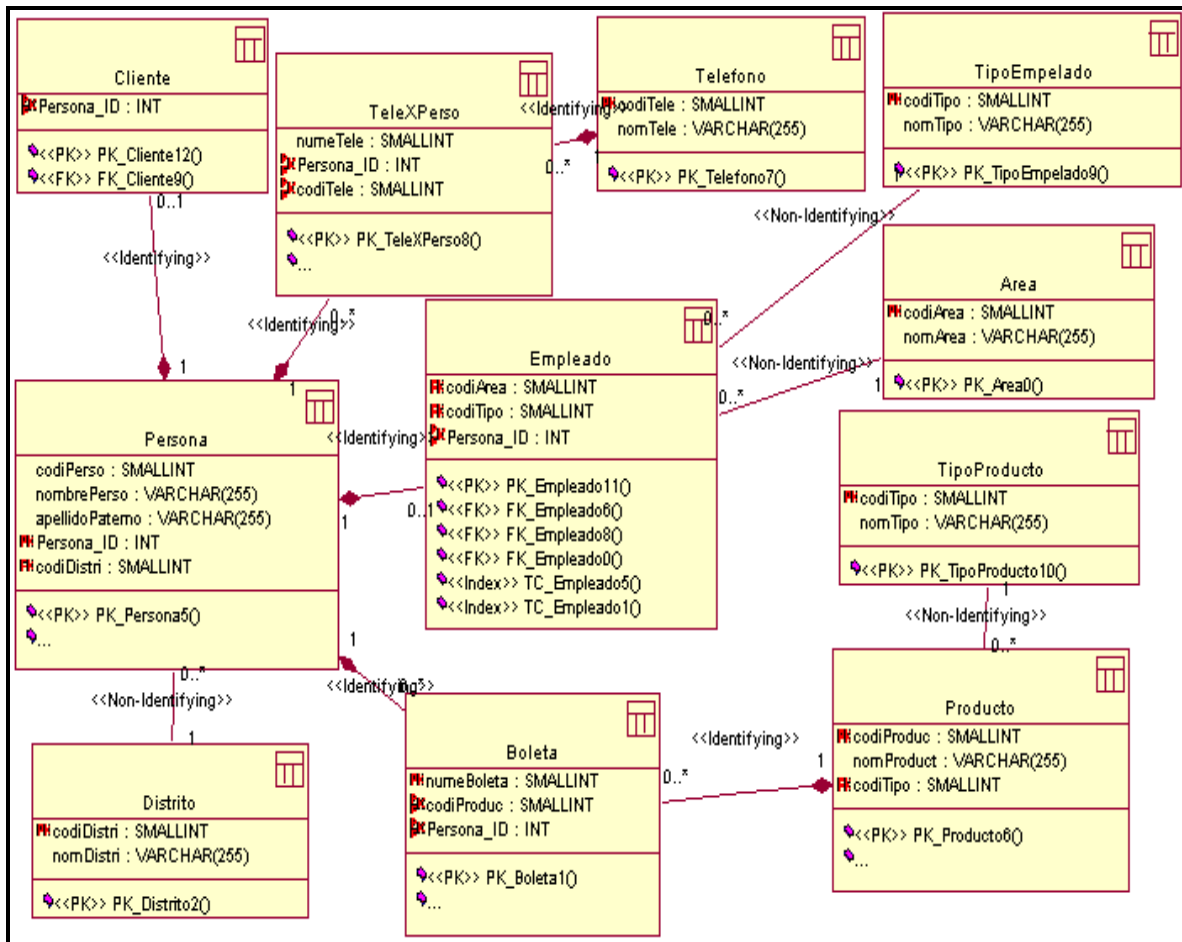 Cliente
Persona_ID : INT
<<PK>> PK_Cliente12()
<<FK>> FK_Cliente9()
0..1
<<Identifying>>
1
TeleXPerso
numeTele : SMALLINT
Persona_ID : INT
codiTele : SMALLINT
<<PK>> PK_TeleXPerso8()
...
<<Identifying>>
0..*
1
<<Identifying>>
0..*
1
Telefono
codiTele : SMALLINT
nomTele : VARCHAR(255)
<<PK>> PK_Telefono7()
TipoEmpelado
codiTipo : SMALLINT
nomTipo : VARCHAR(255)
<<PK>> PK_TipoEmpelado9()
1
<<Non-Identifying>>
0..*
Area
codiArea : SMALLINT
nomArea : VARCHAR(255)
<<PK>> PK_Area0()
<<Non-Identifying>>
1
0..*
Empleado
codiArea : SMALLINT
codiTipo : SMALLINT
Persona_ID : INT
<<PK>> PK_Empleado11()
<<FK>> FK_Empleado6()
<<FK>> FK_Empleado8()
<<FK>> FK_Empleado0()
<<Index>> TC_Empleado5()
<<Index>> TC_Empleado1()
<<Identifying>>
0..1
1
Persona
codiPerso : SMALLINT
nombrePerso : VARCHAR(255)
apellidoPaterno : VARCHAR(255)
Persona_ID : INT
codiDistri : SMALLINT
<<PK>> PK_Persona5()
...
TipoProducto
codiTipo : SMALLINT
nomTipo : VARCHAR(255)
<<PK>> PK_TipoProducto10()
1
<<Non-Identifying>>
0..*
1
<<Identifying>>
0..*
0..*
<<Non-Identifying>>
1
Distrito
codiDistri : SMALLINT
nomDistri : VARCHAR(255)
<<PK>> PK_Distrito2()
Boleta
numeBoleta : SMALLINT
codiProduc : SMALLINT
Persona_ID : INT
<<PK>> PK_Boleta1()
...
<<Identifying>>
0..*
1
Producto
codiProduc : SMALLINT
nomProduct : VARCHAR(255)
codiTipo : SMALLINT
<<PK>> PK_Producto6()
...